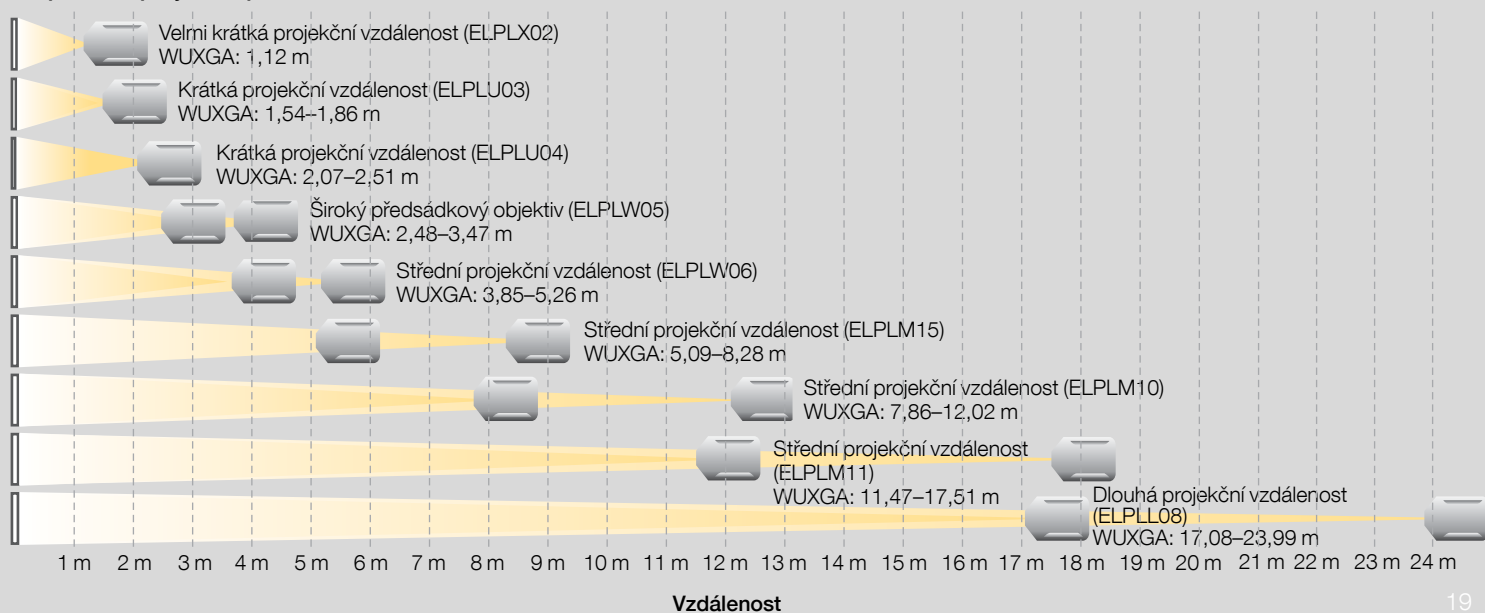 Velmi krátká projekční vzdálenost (ELPLX02)
WUXGA: 1,12 m
Krátká projekční vzdálenost (ELPLU03)
WUXGA: 1,54–1,86 m
Krátká projekční vzdálenost (ELPLU04)
WUXGA: 2,07–2,51 m
Široký předsádkový objektiv (ELPLW05)
WUXGA: 2,48–3,47 m
Střední projekční vzdálenost (ELPLW06)
WUXGA: 3,85–5,26 m
Střední projekční vzdálenost (ELPLM15)
WUXGA: 5,09–8,28 m
Střední projekční vzdálenost (ELPLM10)
WUXGA: 7,86–12,02 m
Střední projekční vzdálenost
(ELPLM11)
WUXGA: 11,47–17,51 m
Dlouhá projekční vzdálenost
(ELPLL08)
WUXGA: 17,08–23,99 m
1 m 2 m 3 m 4 m 5 m 6 m 7 m 8 m 9 m 10 m 11 m 12 m 13 m 14 m 15 m 16 m 17 m 18 m 19 m 20 m 21 m 22 m 23 m 24 m
Vzdálenost
19